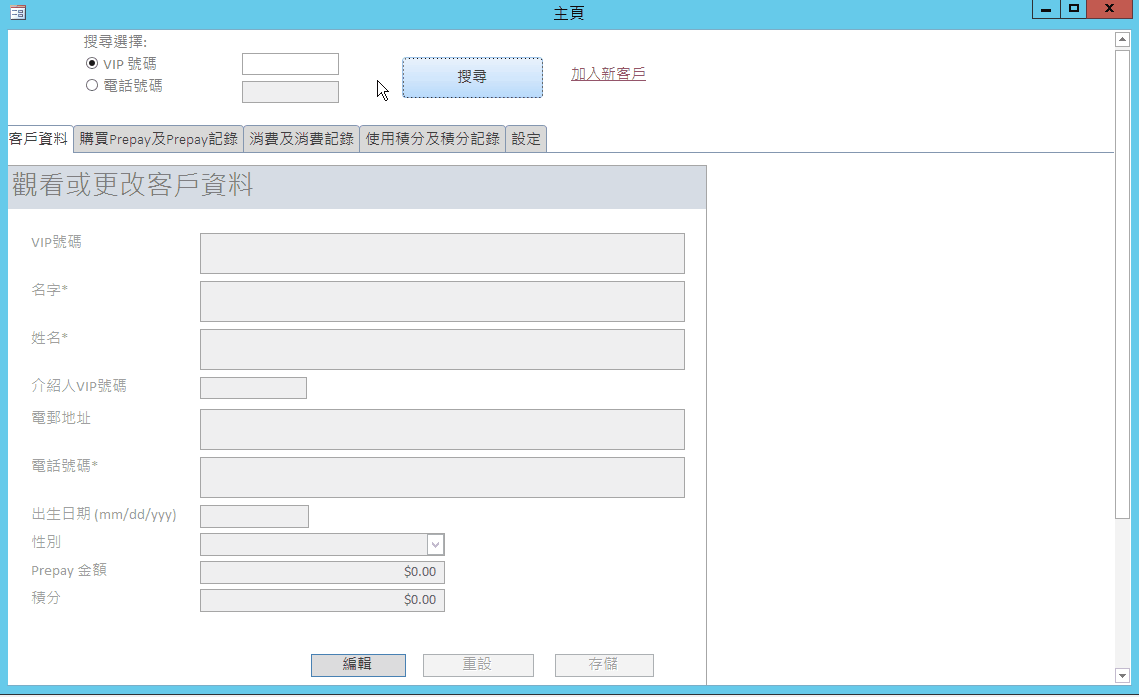 主頁
搜尋選擇:
VIP 號碼
電話號碼
搜尋
加入新客戶
客戶資料 購買Prepay及Prepay記錄 消費及消費記錄 使用積分及積分記錄 設定
觀看或更改客戶資料
VIP號碼
名字*
姓名*
介紹人VIP號碼
電郵地址
電話號碼*
出生日期 (mm/dd/yyy)
性別
Prepay 金額 $0.00
積分 $0.00
編輯 重設 存儲